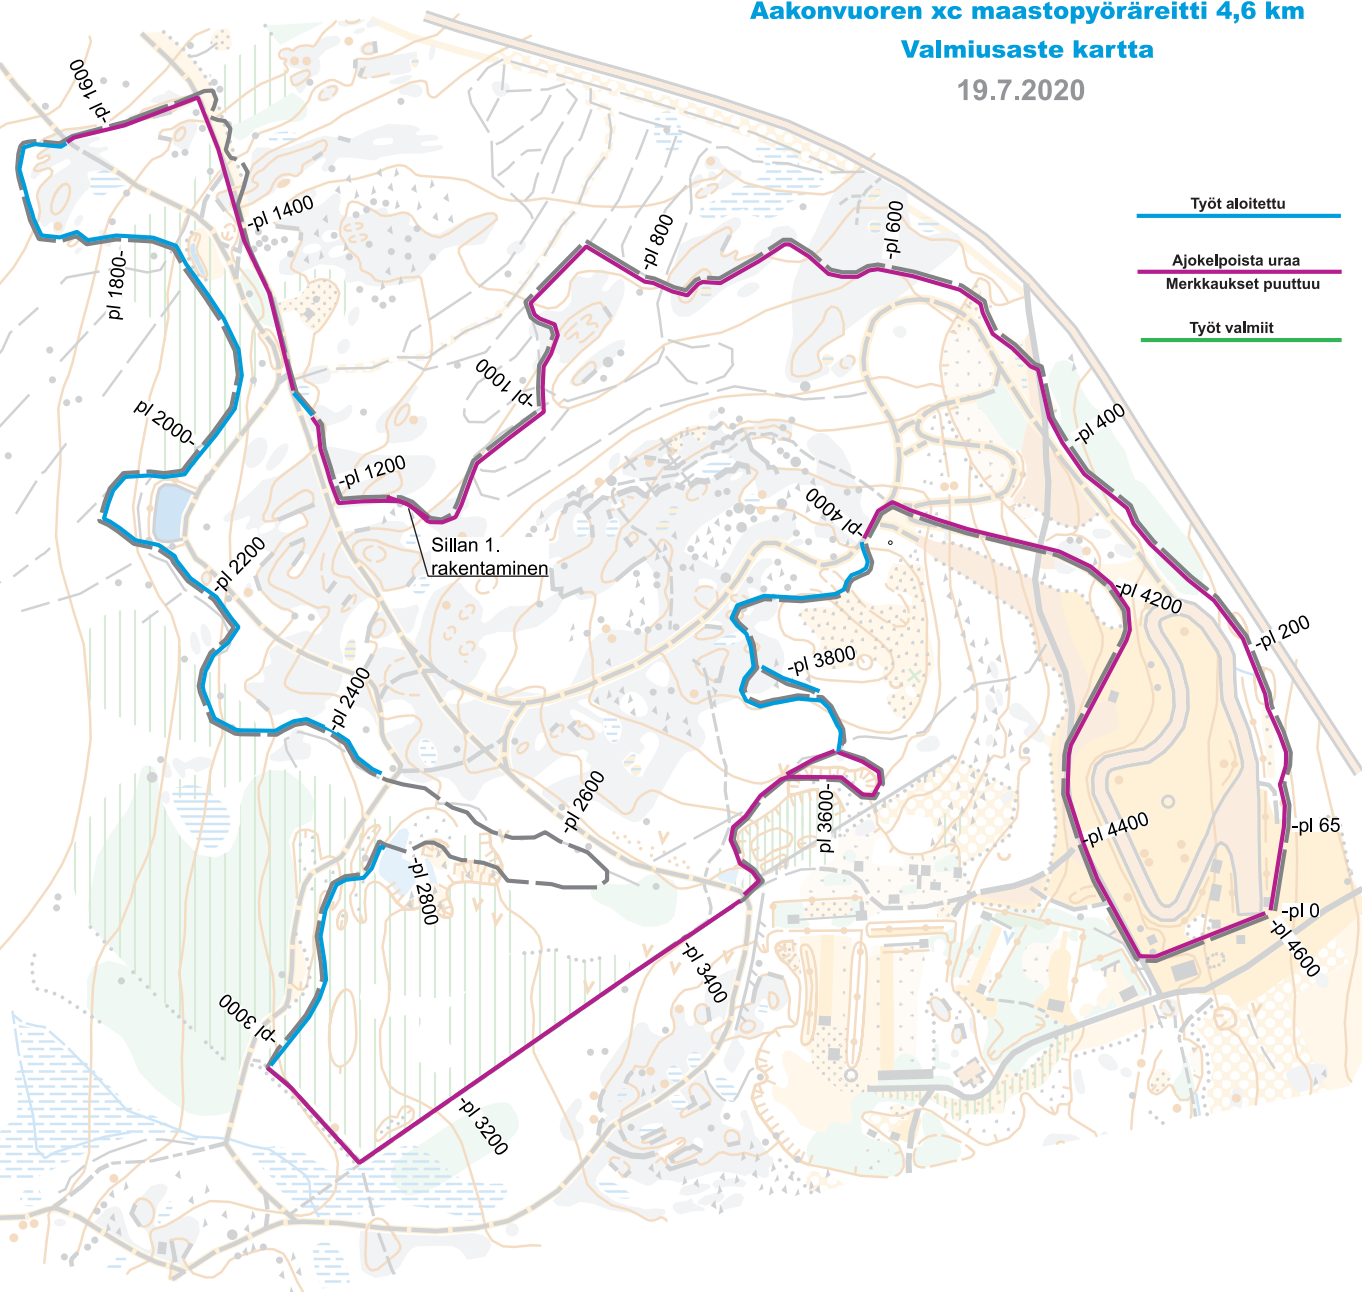 Aakonvuoren xc maastopyöräreitti 4,6 km
Valmiusaste kartta
19.7.2020
Työt aloitettu
Ajokelpoista uraa
Merkkaukset puuttuu
Työt valmiit
-pl 1600
-pl 1400
-pl 800
-pl 600
pl 1800-
-pl 1000
pl 2000-
-pl 400
-pl 1200
-pl 4000
Sillan 1.
rakentaminen
-pl 2200
-pl 4200
-pl 200
-pl 3800
-pl 2400
-pl 2600
pl 3600-
-pl 4400
-pl 65
-pl 2800
-pl 0
-pl 4600
-pl 3400
-pl 3000
-pl 3200